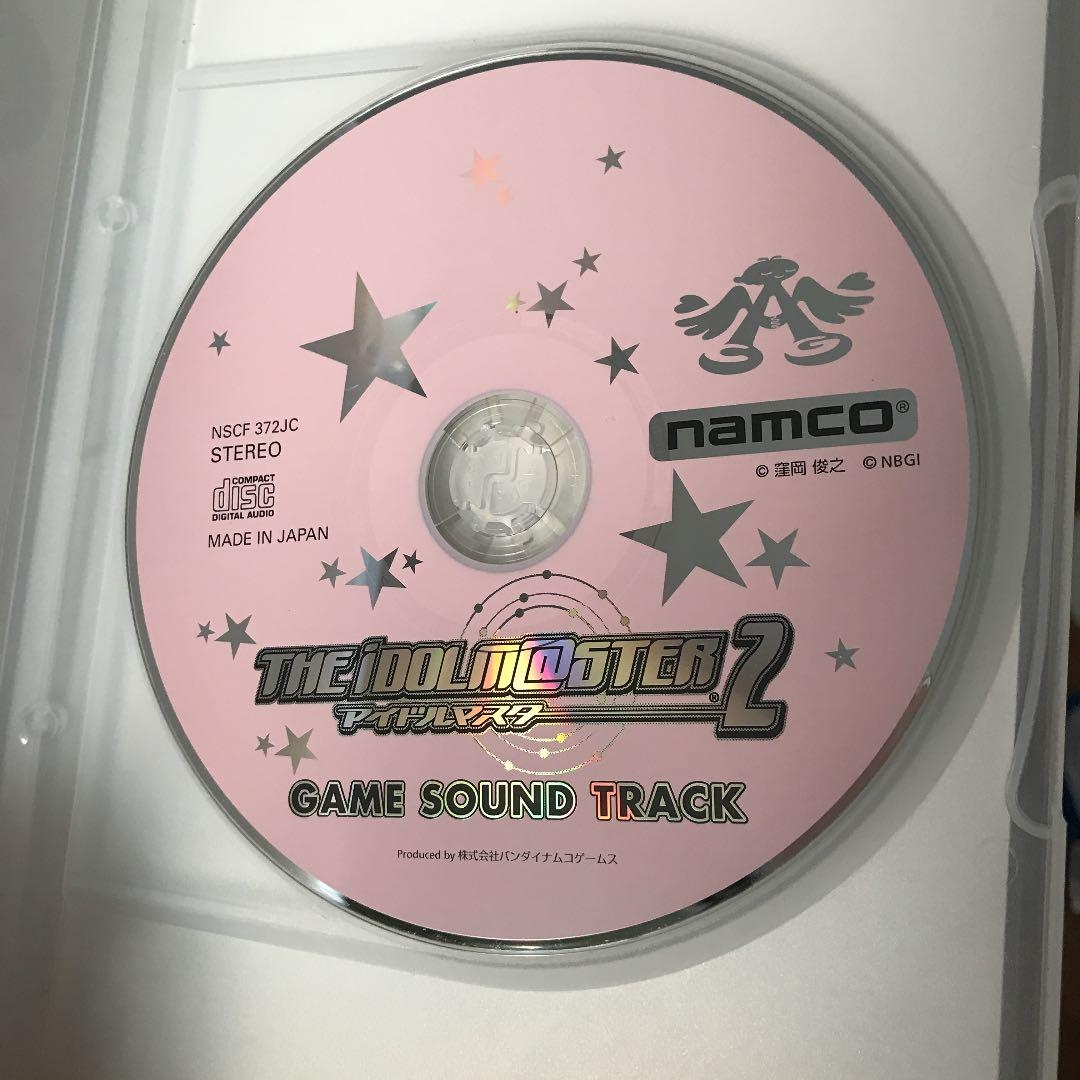 namco®
© 窪岡 俊之 © NBGI
NSCF 372JC
STEREO
COMPACT
disc
DIGITAL AUDIO
MADE IN JAPAN
THE iDOLM@STER 2®
アイドルマスター
GAME SOUND TRACK
Produced by 株式会社バンダイナムコゲームス